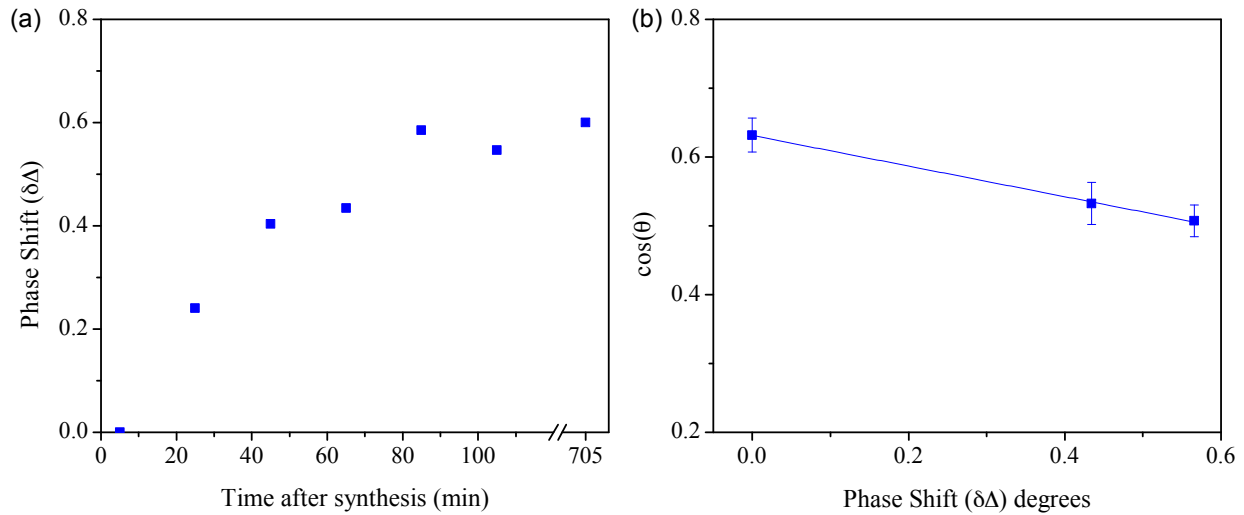 (a)
0.8
0.6
0.4
0.2
0.0
Phase Shift (δΔ)
0 20 40 60 80 100 705
Time after synthesis (min)
(b)
0.8
0.6
0.4
0.2
cos(θ)
0.0 0.2 0.4 0.6
Phase Shift (δΔ) degrees